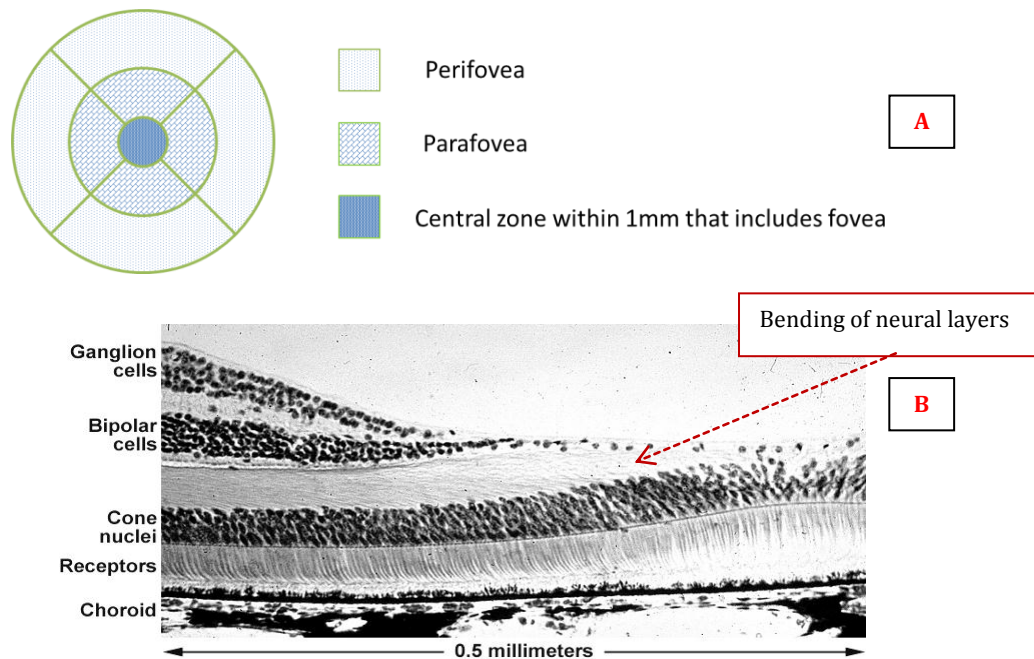 Perifovea
A
Parafovea
Central zone within 1mm that includes fovea
Bending of neural layers
Ganglion
cells
B
Bipolar
cells
Cone
nuclei
Receptors
Choroid
0.5 millimeters